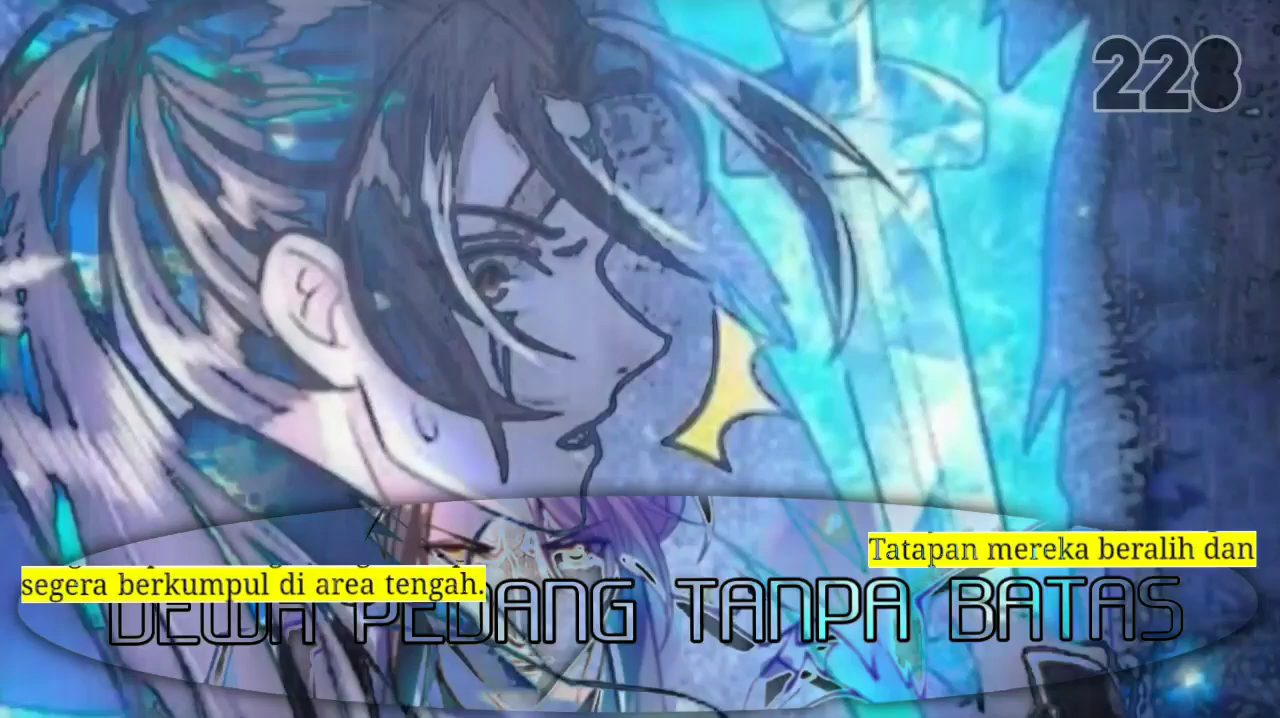 228
Tatapan mereka beralih dan
segera berkumpul di area tengah.
DEWA PEDANG TANPA BATAS